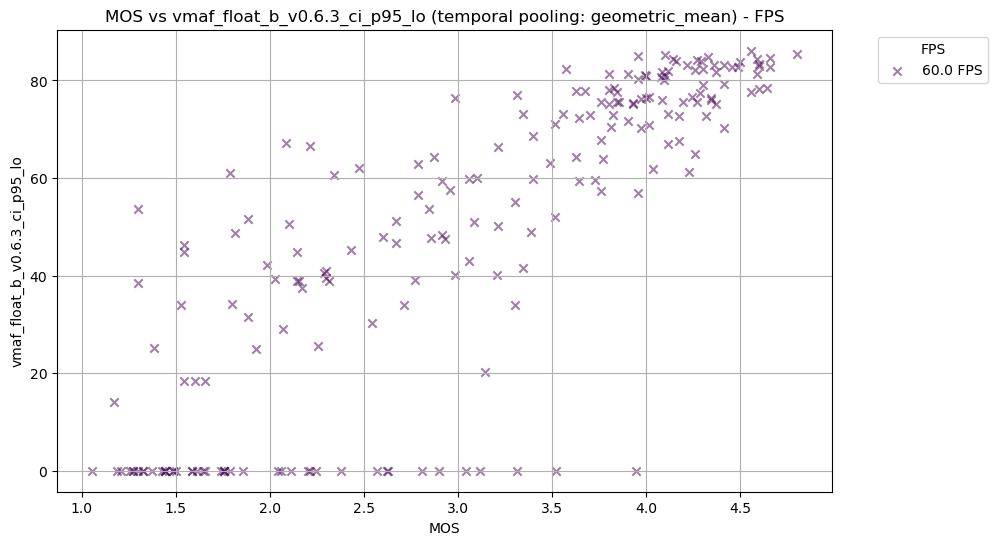 MOS vs vmaf_float_b_v0.6.3_ci_p95_lo (temporal pooling: geometric_mean) - FPS
FPS
60.0 FPS
80
60
40
20
0
vmaf_float_b_v0.6.3_ci_p95_lo
1.0 1.5 2.0 2.5 3.0 3.5 4.0 4.5
MOS